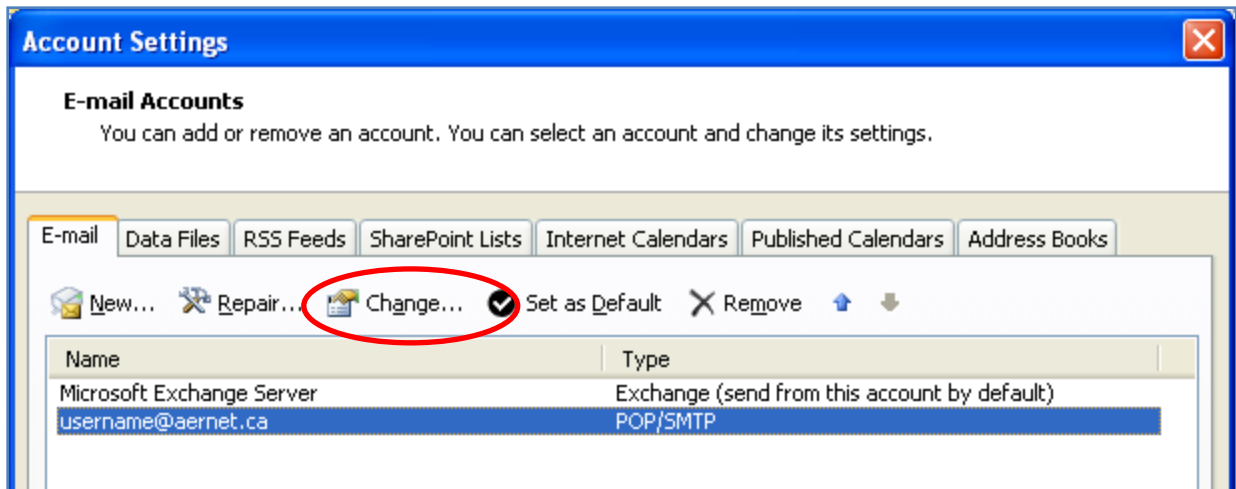 Account Settings
E-mail Accounts
You can add or remove an account. You can select an account and change its settings.
E-mail Data Files RSS Feeds SharePoint Lists Internet Calendars Published Calendars Address Books
New... Repair... Change... Set as Default Remove
Name Type
Microsoft Exchange Server Exchange (send from this account by default)
username@aernet.ca POP/SMTP